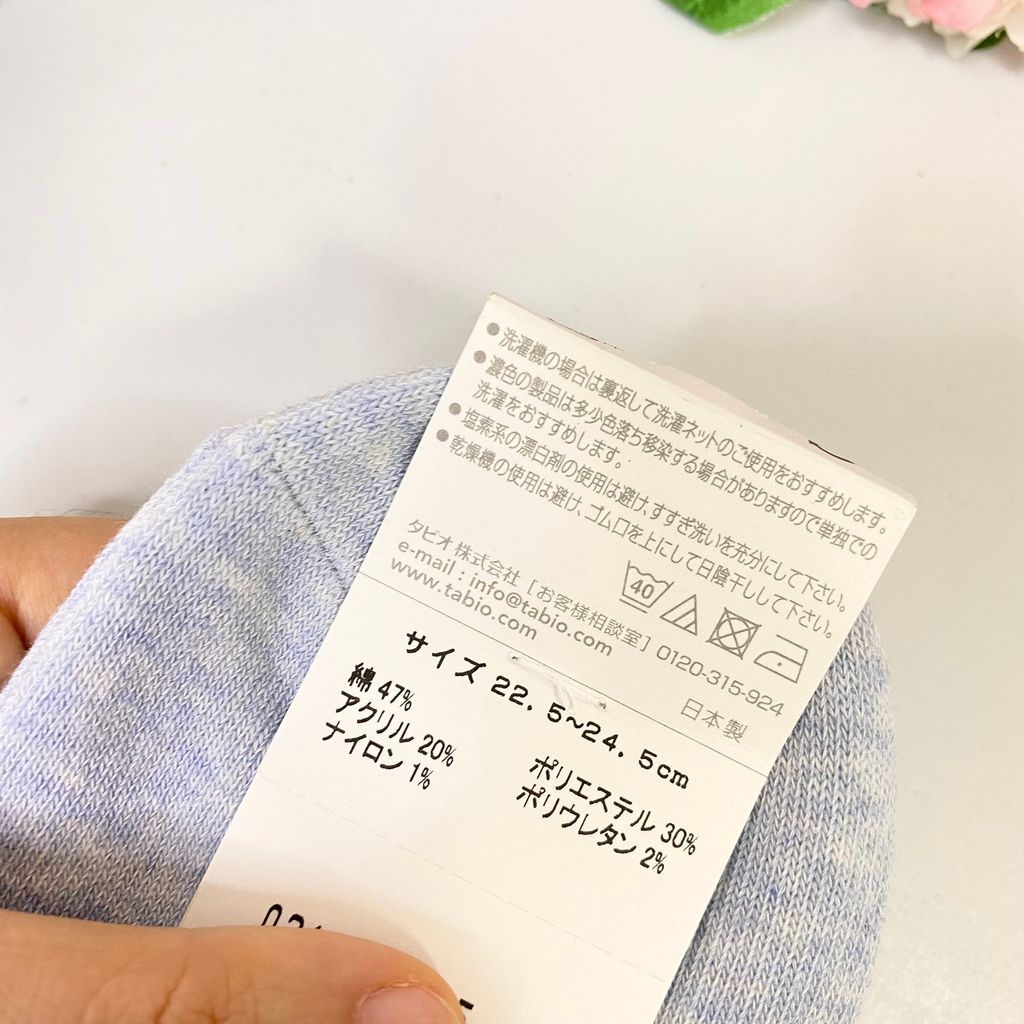 ●洗濯機の場合は裏返して洗濯ネットのご使用をおすすめします。
●濃色の製品は多少色落ち移染する場合がありますので単独での
洗濯をおすすめします。
●塩素系の漂白剤の使用は避け、すすぎ洗いを充分にして下さい。
●乾燥機の使用は避け、ゴム口を上にして日陰干しして下さい。
40
タビオ株式会社 [お客様相談室] 0120-315-924
e-mail : info@tabio.com
www.tabio.com
日本製
サイズ 22.5~24.5cm
綿 47%
ポリエステル 30%
アクリル 20%
ポリウレタン 2%
ナイロン 1%